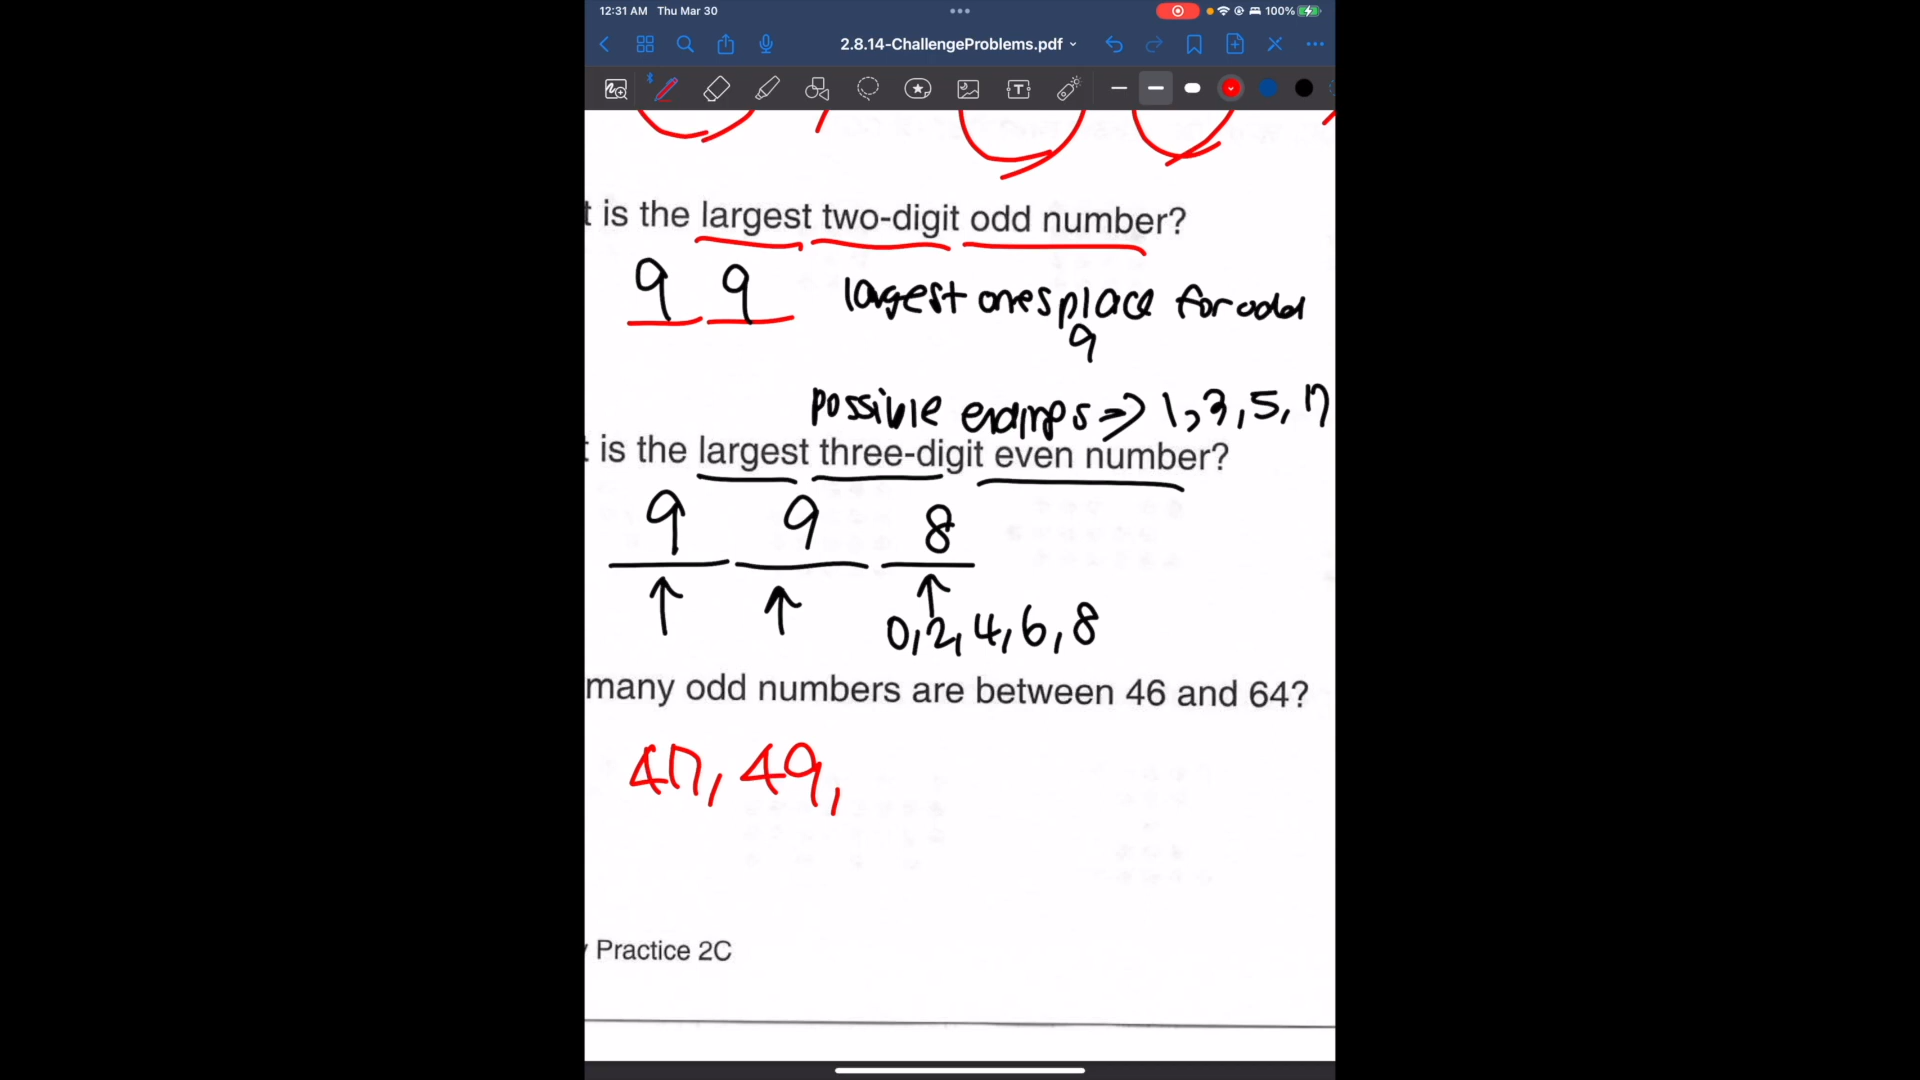 12:31 AM Thu Mar 30
100%
2.8.14-ChallengeProblems.pdf
t is the largest two-digit odd number?
9 9 largest ones place for odd
9
possible => 1, 3, 5, 7
t is the largest three-digit even number?
9 9 8
0, 2, 4, 6, 8
many odd numbers are between 46 and 64?
47, 49,
Practice 2C